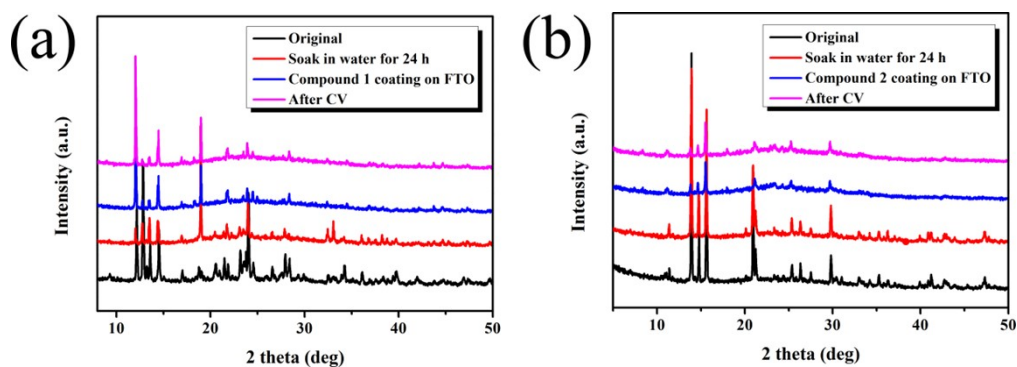 (a)
Original
Soak in water for 24 h
Compound 1 coating on FTO
After CV
Intensity (a.u.)
10 20 30 40 50
2 theta (deg)
(b)
Original
Soak in water for 24 h
Compound 2 coating on FTO
After CV
Intensity (a.u.)
10 20 30 40 50
2 theta (deg)